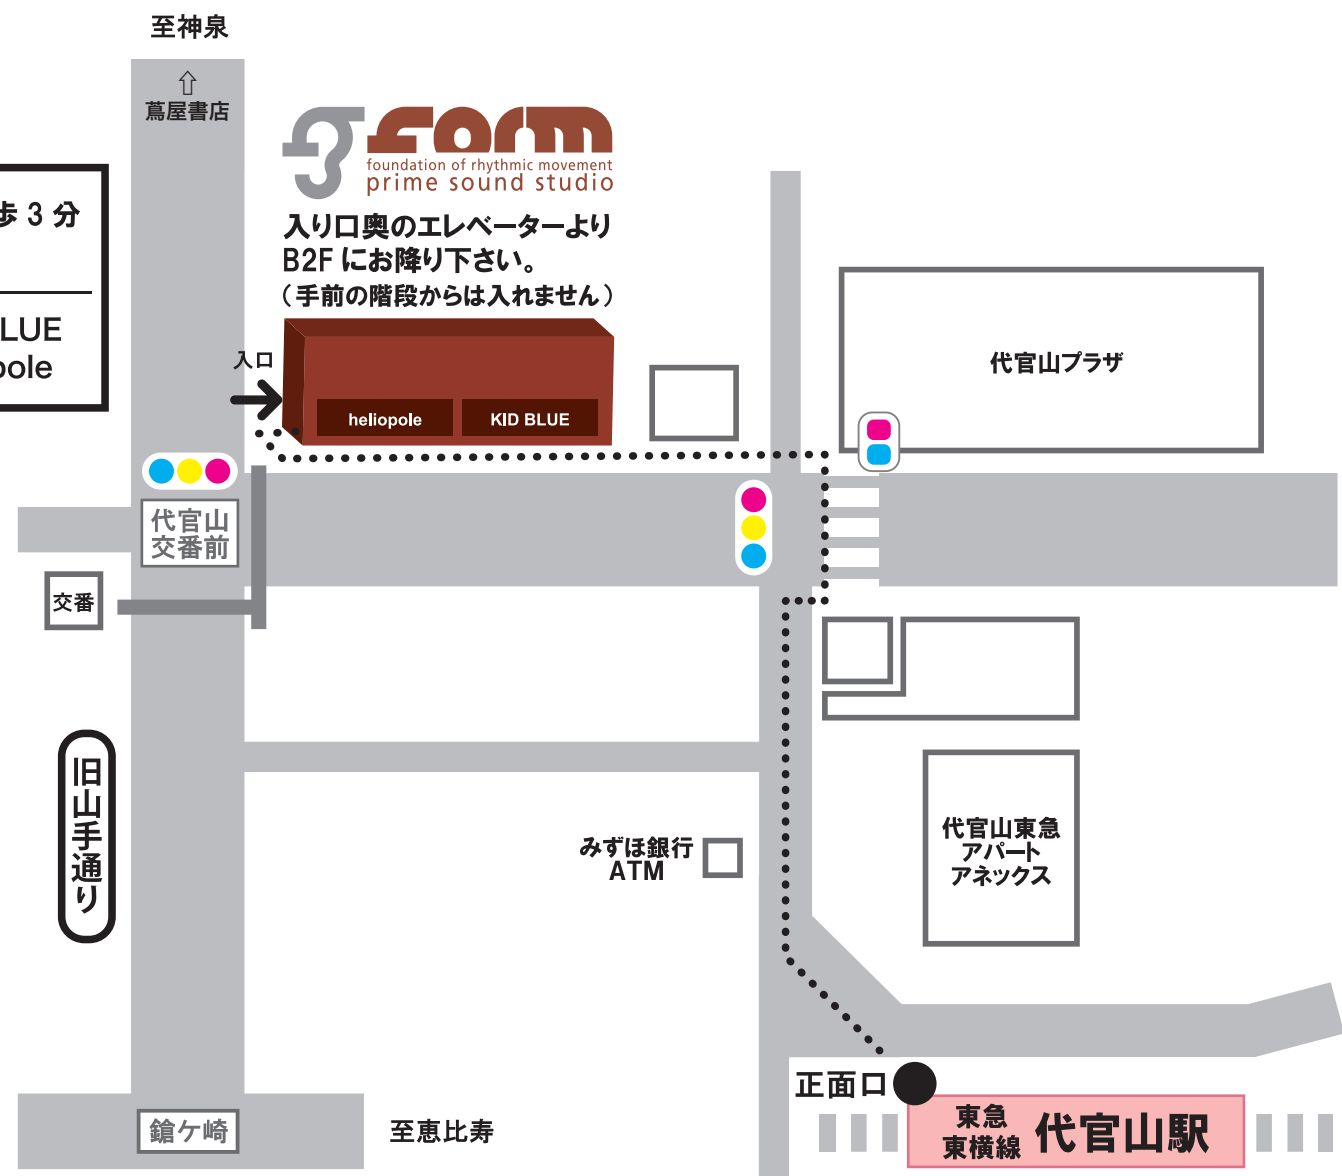 至神泉
⇧
蔦屋書店
form
foundation of rhythmic movement
prime sound studio
歩 3 分
LUE
pole
入り口奥のエレベーターより
B2F にお降り下さい。
（手前の階段からは入れません）
入口
heliopole
KID BLUE
代官山プラザ
代官山
交番前
交番
旧山手通り
みずほ銀行
ATM
代官山東急
アパート
アネックス
正面口
東急
東横線
代官山駅
鎗ケ崎
至恵比寿